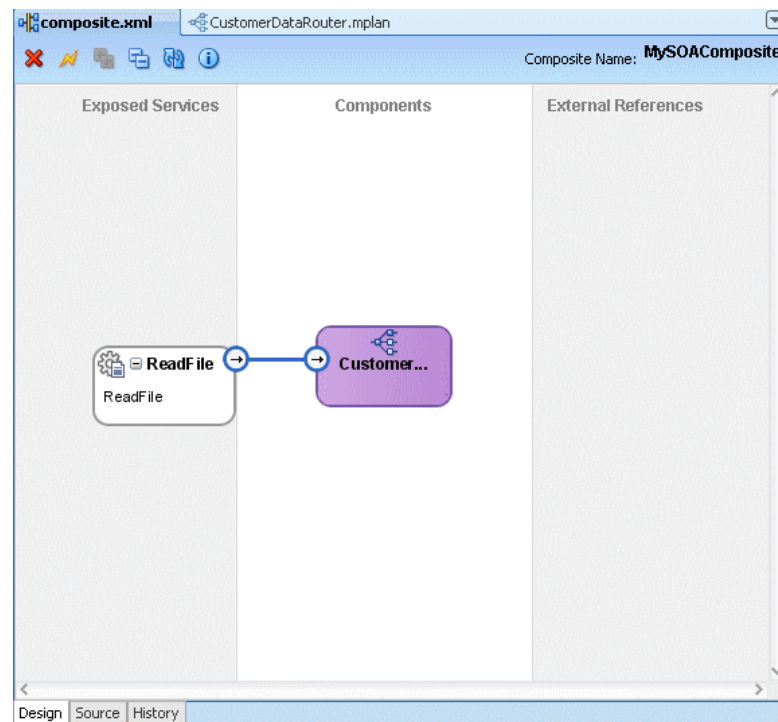 composite.xml CustomerDataRouter.mplan
Composite Name: MySOAComposite
Exposed Services Components External References
ReadFile Customer...
ReadFile
Design Source History